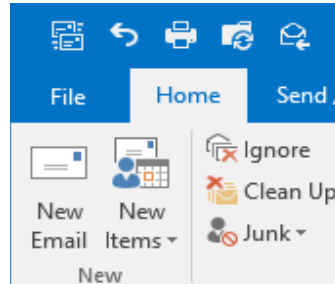 File Home Send /
Ignore
Clean Up
Junk
New Email
New Items
New